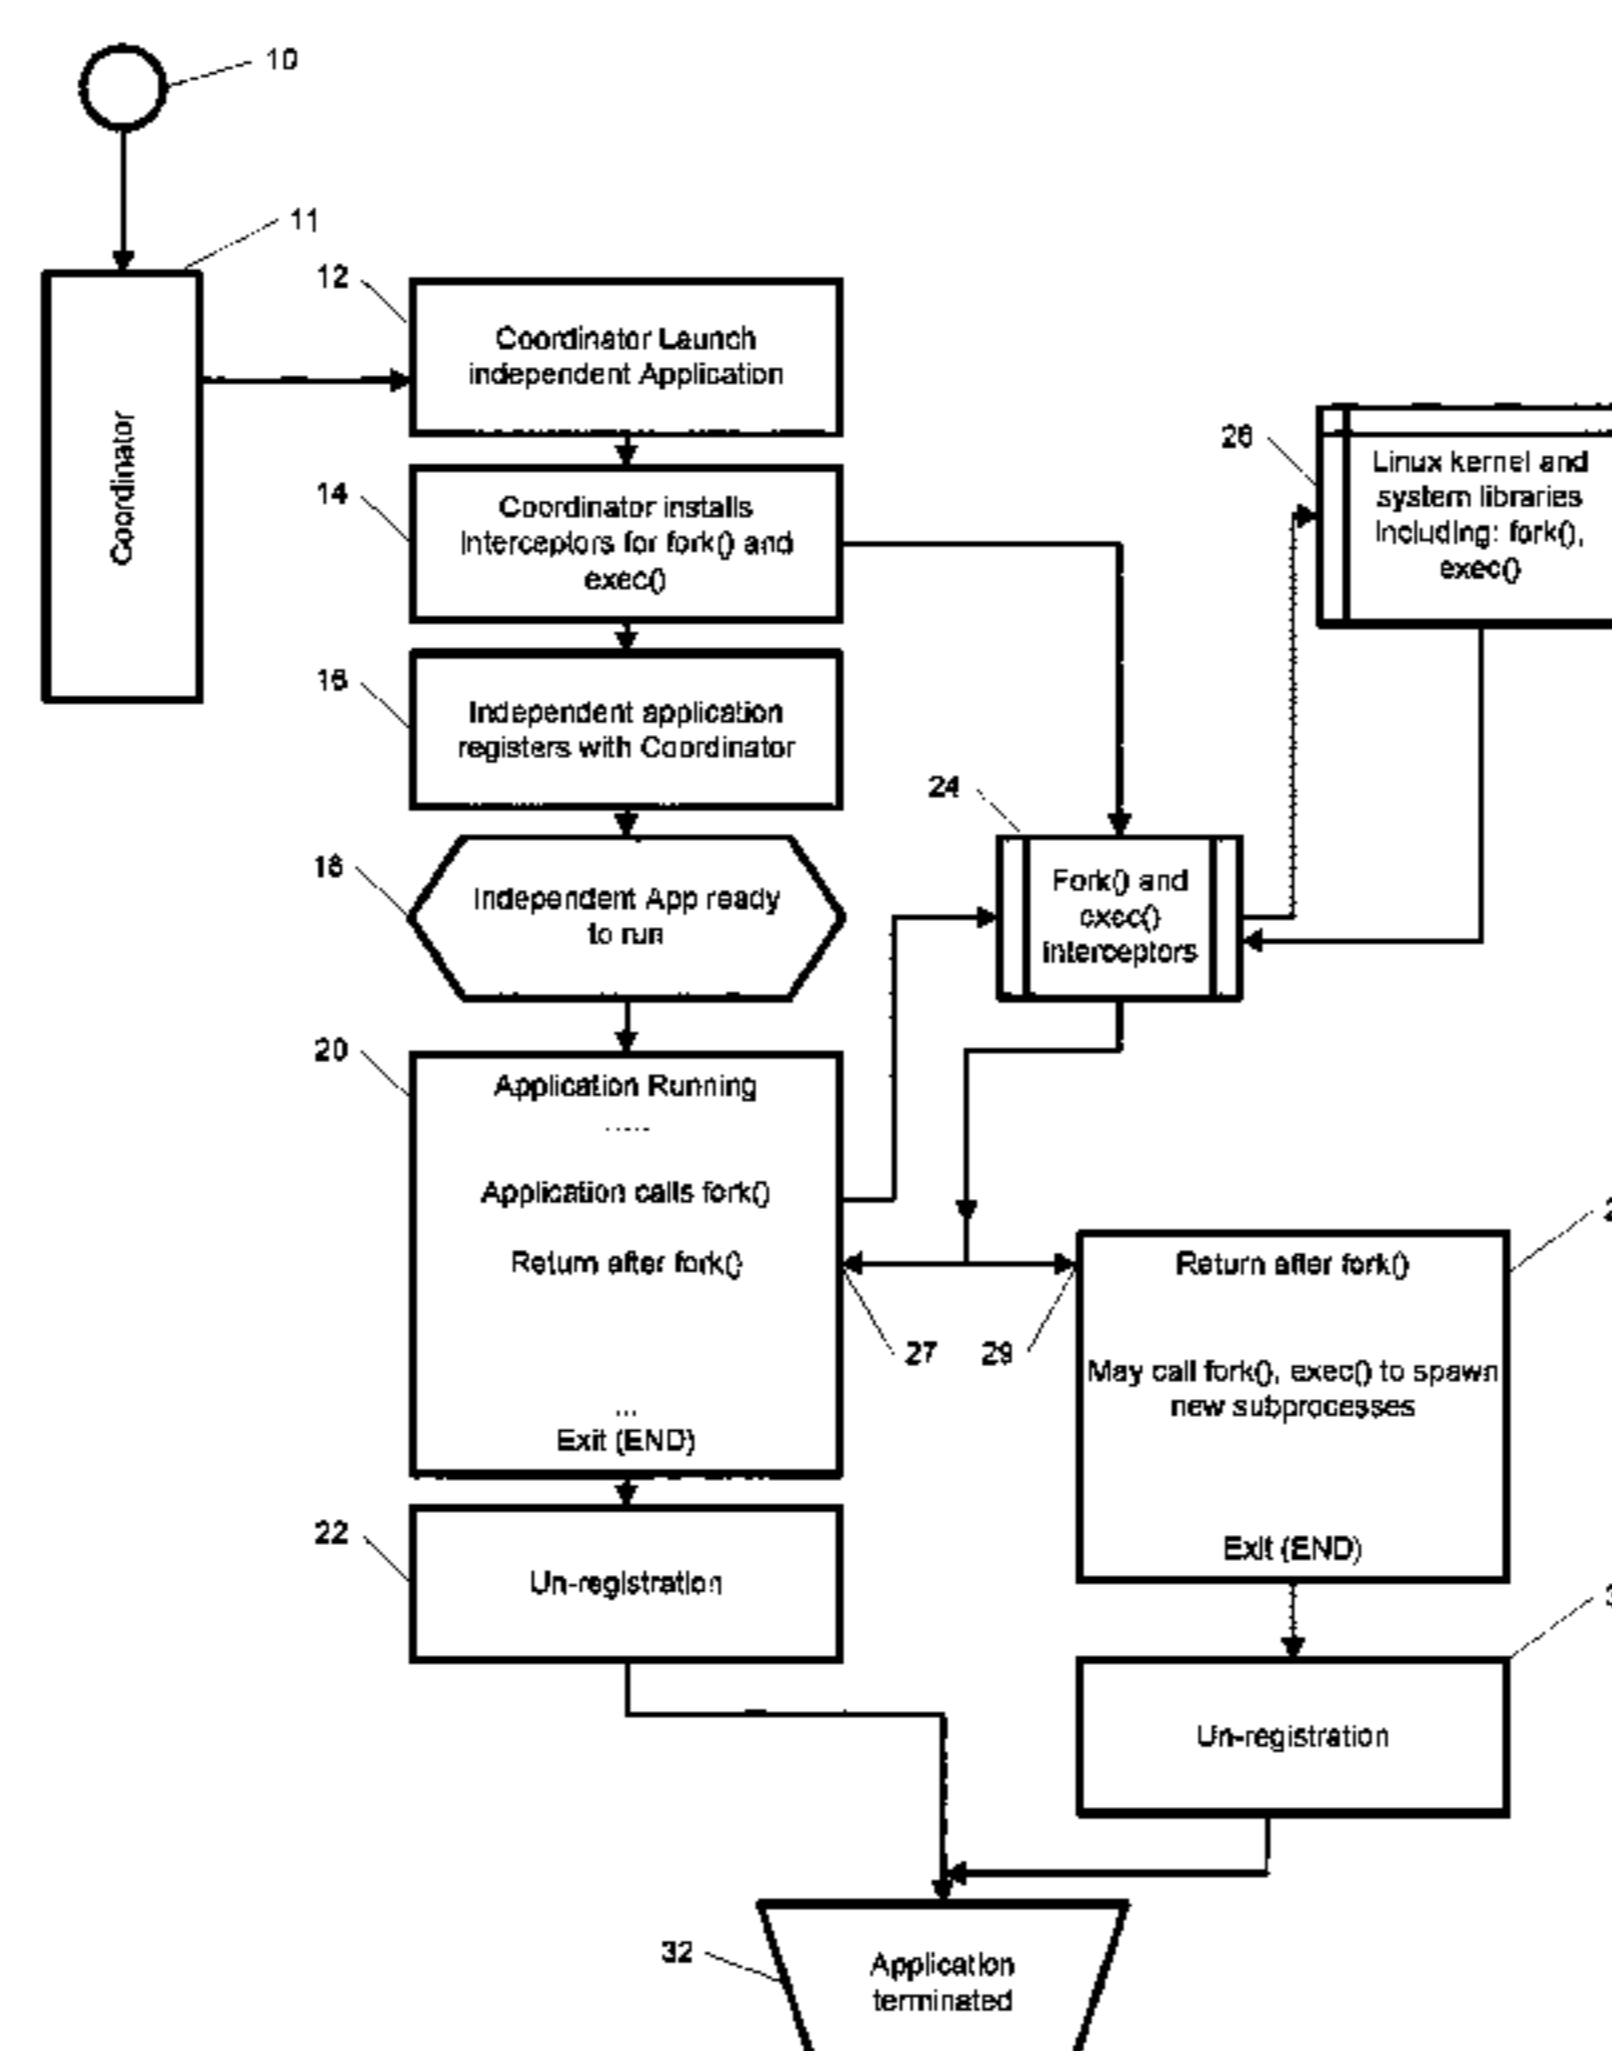 10
11
12
Coordinator Launch
independent Application
Coordinator
14
Coordinator installs
interceptors for fork() and
exec()
26
Linux kernel and
system libraries
including: fork(),
exec()
Independent application
registers with Coordinator
24
Fork() and
exec()
interceptors
Independent App ready
to run
20
Application Running
.....
Application calls fork()
Return after fork()
...
Exit (END)
27
29
Return after fork()
May call fork(), exec() to spawn
new subprocesses
Exit (END)
22
Un-registration
Un-registration
32
Application
terminated